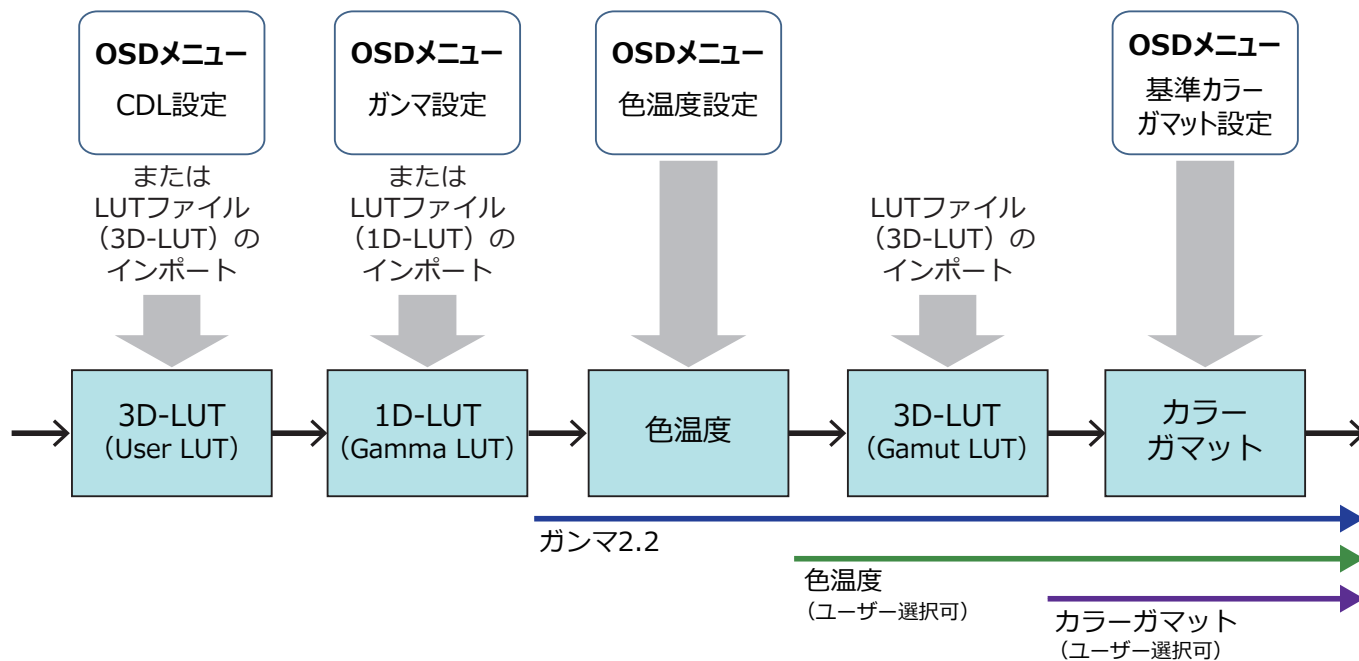 OSDメニュー
CDL設定
または
LUTファイル
（3D-LUT）の
インポート
OSDメニュー
ガンマ設定
または
LUTファイル
（1D-LUT）の
インポート
OSDメニュー
色温度設定
LUTファイル
（3D-LUT）の
インポート
OSDメニュー
基準カラー
ガマット設定
3D-LUT
（User LUT）
1D-LUT
（Gamma LUT）
色温度
3D-LUT
（Gamut LUT）
カラー
ガマット
ガンマ2.2
色温度
（ユーザー選択可）
カラーガマット
（ユーザー選択可）